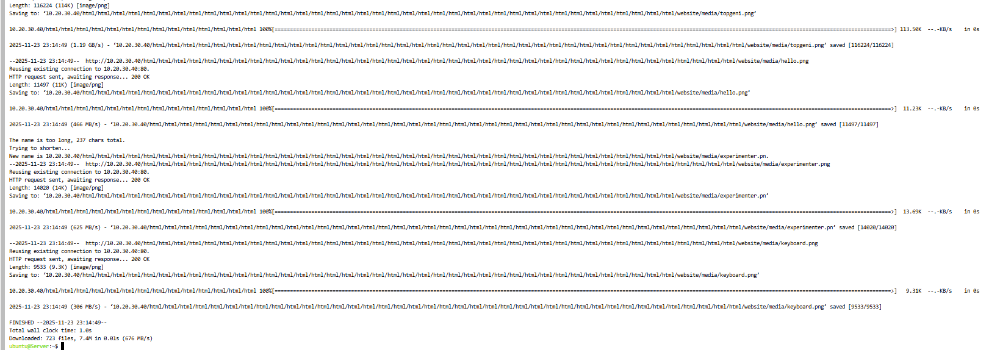 Length: 116224 (114K) [image/png]
Saving to: ‘10.20.30.40/html/html/html/html/html/html/html/html/html/html/html/html/html/html/html/html/html/html/html/html/html/html/html/html/html/html/html/html/html/html/html/html/html/html/html/html/html/html/html/website/media/topgeni.png’
10.20.30.40/html/html/html/html/html/html/html/html/html/html/html/html/html/html 100%[==========================================================================================================================================================================================================>] 113.50K --.-KB/s in 0s
2025-11-23 23:14:49 (1.19 GB/s) - ‘10.20.30.40/html/html/html/html/html/html/html/html/html/html/html/html/html/html/html/html/html/html/html/html/html/html/html/html/html/html/html/html/html/html/html/html/html/html/html/html/html/html/html/website/media/topgeni.png’ saved [116224/116224]
--2025-11-23 23:14:49-- http://10.20.30.40/html/html/html/html/html/html/html/html/html/html/html/html/html/html/html/html/html/html/html/html/html/html/html/html/html/html/html/html/html/html/html/html/html/html/html/html/html/html/html/website/media/hello.png
Reusing existing connection to 10.20.30.40:80.
HTTP request sent, awaiting response... 200 OK
Length: 11497 (11K) [image/png]
Saving to: ‘10.20.30.40/html/html/html/html/html/html/html/html/html/html/html/html/html/html/html/html/html/html/html/html/html/html/html/html/html/html/html/html/html/html/html/html/html/html/html/html/html/html/html/website/media/hello.png’
10.20.30.40/html/html/html/html/html/html/html/html/html/html/html/html/html/html 100%[==========================================================================================================================================================================================================>] 11.23K --.-KB/s in 0s
2025-11-23 23:14:49 (466 MB/s) - ‘10.20.30.40/html/html/html/html/html/html/html/html/html/html/html/html/html/html/html/html/html/html/html/html/html/html/html/html/html/html/html/html/html/html/html/html/html/html/html/html/html/html/html/website/media/hello.png’ saved [11497/11497]
The name is too long, 237 chars total.
Trying to shorten...
New name is 10.20.30.40/html/html/html/html/html/html/html/html/html/html/html/html/html/html/html/html/html/html/html/html/html/html/html/html/html/html/html/html/html/html/html/html/html/html/html/html/html/html/html/website/media/experimenter.pn.
--2025-11-23 23:14:49-- http://10.20.30.40/html/html/html/html/html/html/html/html/html/html/html/html/html/html/html/html/html/html/html/html/html/html/html/html/html/html/html/html/html/html/html/html/html/html/html/html/html/html/html/website/media/experimenter.png
Reusing existing connection to 10.20.30.40:80.
HTTP request sent, awaiting response... 200 OK
Length: 14020 (14K) [image/png]
Saving to: ‘10.20.30.40/html/html/html/html/html/html/html/html/html/html/html/html/html/html/html/html/html/html/html/html/html/html/html/html/html/html/html/html/html/html/html/html/html/html/html/html/html/html/html/website/media/experimenter.pn’
10.20.30.40/html/html/html/html/html/html/html/html/html/html/html/html/html/html 100%[==========================================================================================================================================================================================================>] 13.69K --.-KB/s in 0s
2025-11-23 23:14:49 (625 MB/s) - ‘10.20.30.40/html/html/html/html/html/html/html/html/html/html/html/html/html/html/html/html/html/html/html/html/html/html/html/html/html/html/html/html/html/html/html/html/html/html/html/html/html/html/html/website/media/experimenter.pn’ saved [14020/14020]
--2025-11-23 23:14:49-- http://10.20.30.40/html/html/html/html/html/html/html/html/html/html/html/html/html/html/html/html/html/html/html/html/html/html/html/html/html/html/html/html/html/html/html/html/html/html/html/html/html/html/html/website/media/keyboard.png
Reusing existing connection to 10.20.30.40:80.
HTTP request sent, awaiting response... 200 OK
Length: 9533 (9.3K) [image/png]
Saving to: ‘10.20.30.40/html/html/html/html/html/html/html/html/html/html/html/html/html/html/html/html/html/html/html/html/html/html/html/html/html/html/html/html/html/html/html/html/html/html/html/html/html/html/html/website/media/keyboard.png’
10.20.30.40/html/html/html/html/html/html/html/html/html/html/html/html/html/html 100%[==========================================================================================================================================================================================================>] 9.31K --.-KB/s in 0s
2025-11-23 23:14:49 (306 MB/s) - ‘10.20.30.40/html/html/html/html/html/html/html/html/html/html/html/html/html/html/html/html/html/html/html/html/html/html/html/html/html/html/html/html/html/html/html/html/html/html/html/html/html/html/html/website/media/keyboard.png’ saved [9533/9533]
FINISHED --2025-11-23 23:14:49--
Total wall clock time: 1.0s
Downloaded: 723 files, 7.4M in 0.01s (676 MB/s)
ubuntu@Server:~$